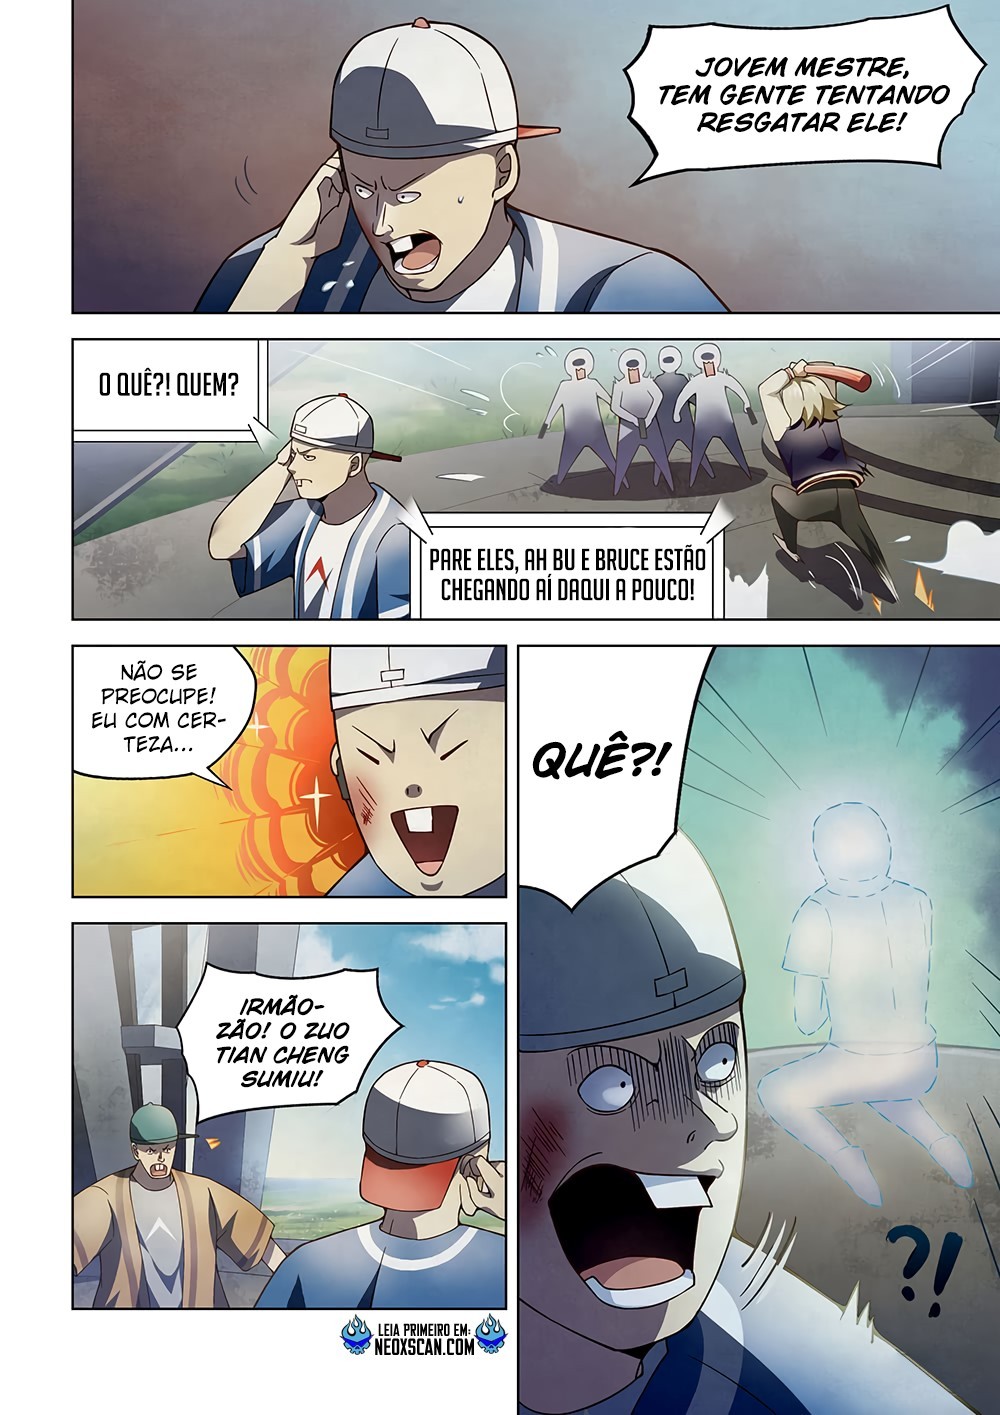 JOVEM MESTRE,
TEM GENTE TENTANDO
RESGATAR ELE!
O QUÊ?! QUEM?
PARE ELES, AH BU E BRUCE ESTÃO
CHEGANDO AÍ DAQUI A POUCO!
NÃO SE
PREOCUPE!
EU COM CER-
TEZA...
IRMÃO-
ZÃO! O ZUO
TIAN CHENG
SUMIU!
QUÊ?!
?!
LEIA PRIMEIRO EM:
NEOXSCAN.COM